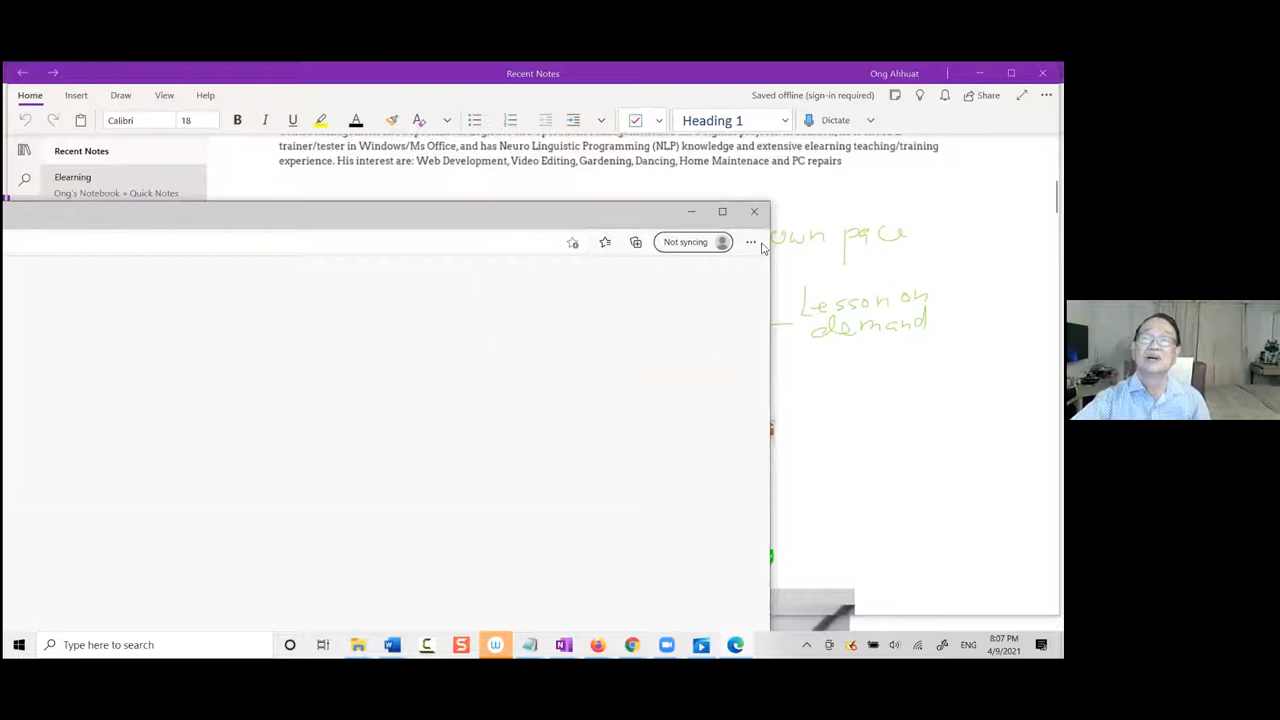 Recent Notes
Ong Ahhuat
Home Insert Draw View Help
Saved offline (sign-in required)
Share
Calibri 18
B I U A
Heading 1
Dictate
Recent Notes
trainer/tester in Windows/Ms Office, and has Neuro Linguistic Programming (NLP) knowledge and extensive elearning teaching/training
experience. His interest are: Web Development, Video Editing, Gardening, Dancing, Home Maintenace and PC repairs
Elearning
Ong's Notebook » Quick Notes
own pace
Not syncing
Lesson on
demand
Type here to search
ENG
8:07 PM
4/9/2021